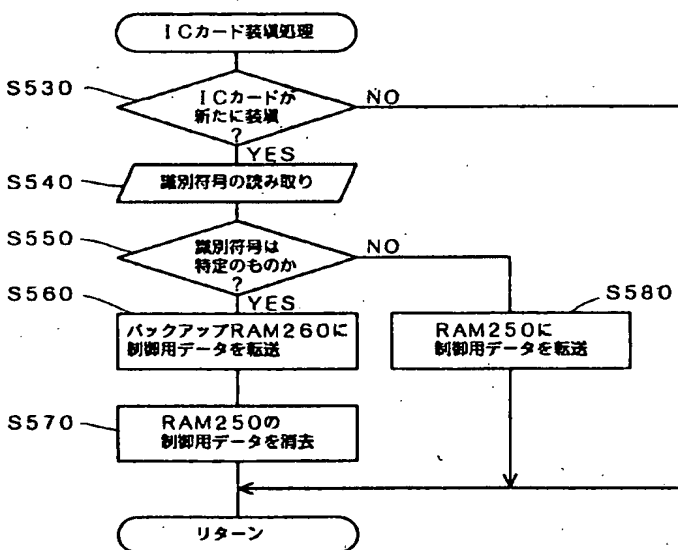 ICカード装填処理
S530
ICカードが
新たに装填
?
NO
YES
S540
識別符号の読み取り
S550
識別符号は
特定のものか
?
NO
YES
S560
バックアップRAM260に
制御用データを転送
S580
RAM250に
制御用データを転送
S570
RAM250の
制御用データを消去
リターン